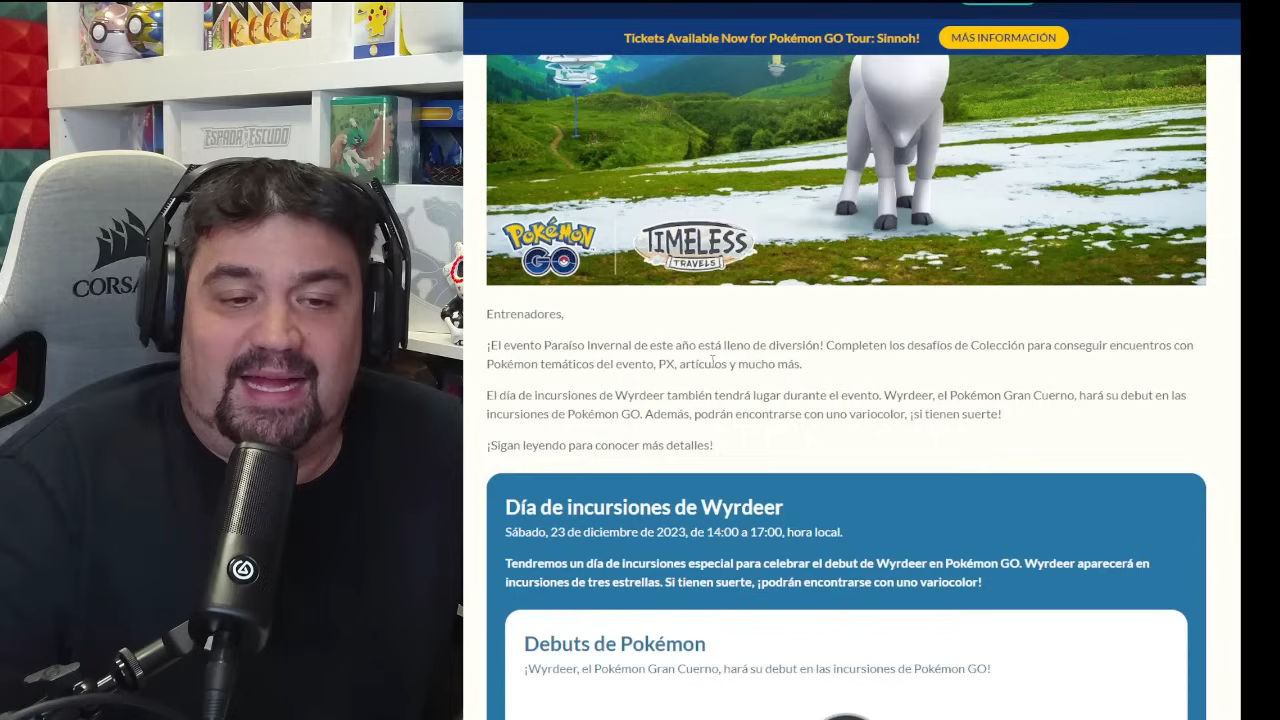 Tickets Available Now for Pokémon GO Tour: Sinnoh!
MÁS INFORMACIÓN
ESPADA ESCUDO
CORSA
POKÉMON GO
TIMELESS
TRAVELS
Entrenadores,
¡El evento Paraíso Invernal de este año está lleno de diversión! Completen los desafíos de Colección para conseguir encuentros con
Pokémon temáticos del evento, PX, artículos y mucho más.
El día de incursiones de Wyrdeer también tendrá lugar durante el evento. Wyrdeer, el Pokémon Gran Cuerno, hará su debut en las
incursiones de Pokémon GO. Además, podrán encontrarse con uno variocolor, ¡si tienen suerte!
¡Sigan leyendo para conocer más detalles!
Día de incursiones de Wyrdeer
Sábado, 23 de diciembre de 2023, de 14:00 a 17:00, hora local.
Tendremos un día de incursiones especial para celebrar el debut de Wyrdeer en Pokémon GO. Wyrdeer aparecerá en
incursiones de tres estrellas. Si tienen suerte, ¡podrán encontrarse con uno variocolor!
Debuts de Pokémon
¡Wyrdeer, el Pokémon Gran Cuerno, hará su debut en las incursiones de Pokémon GO!